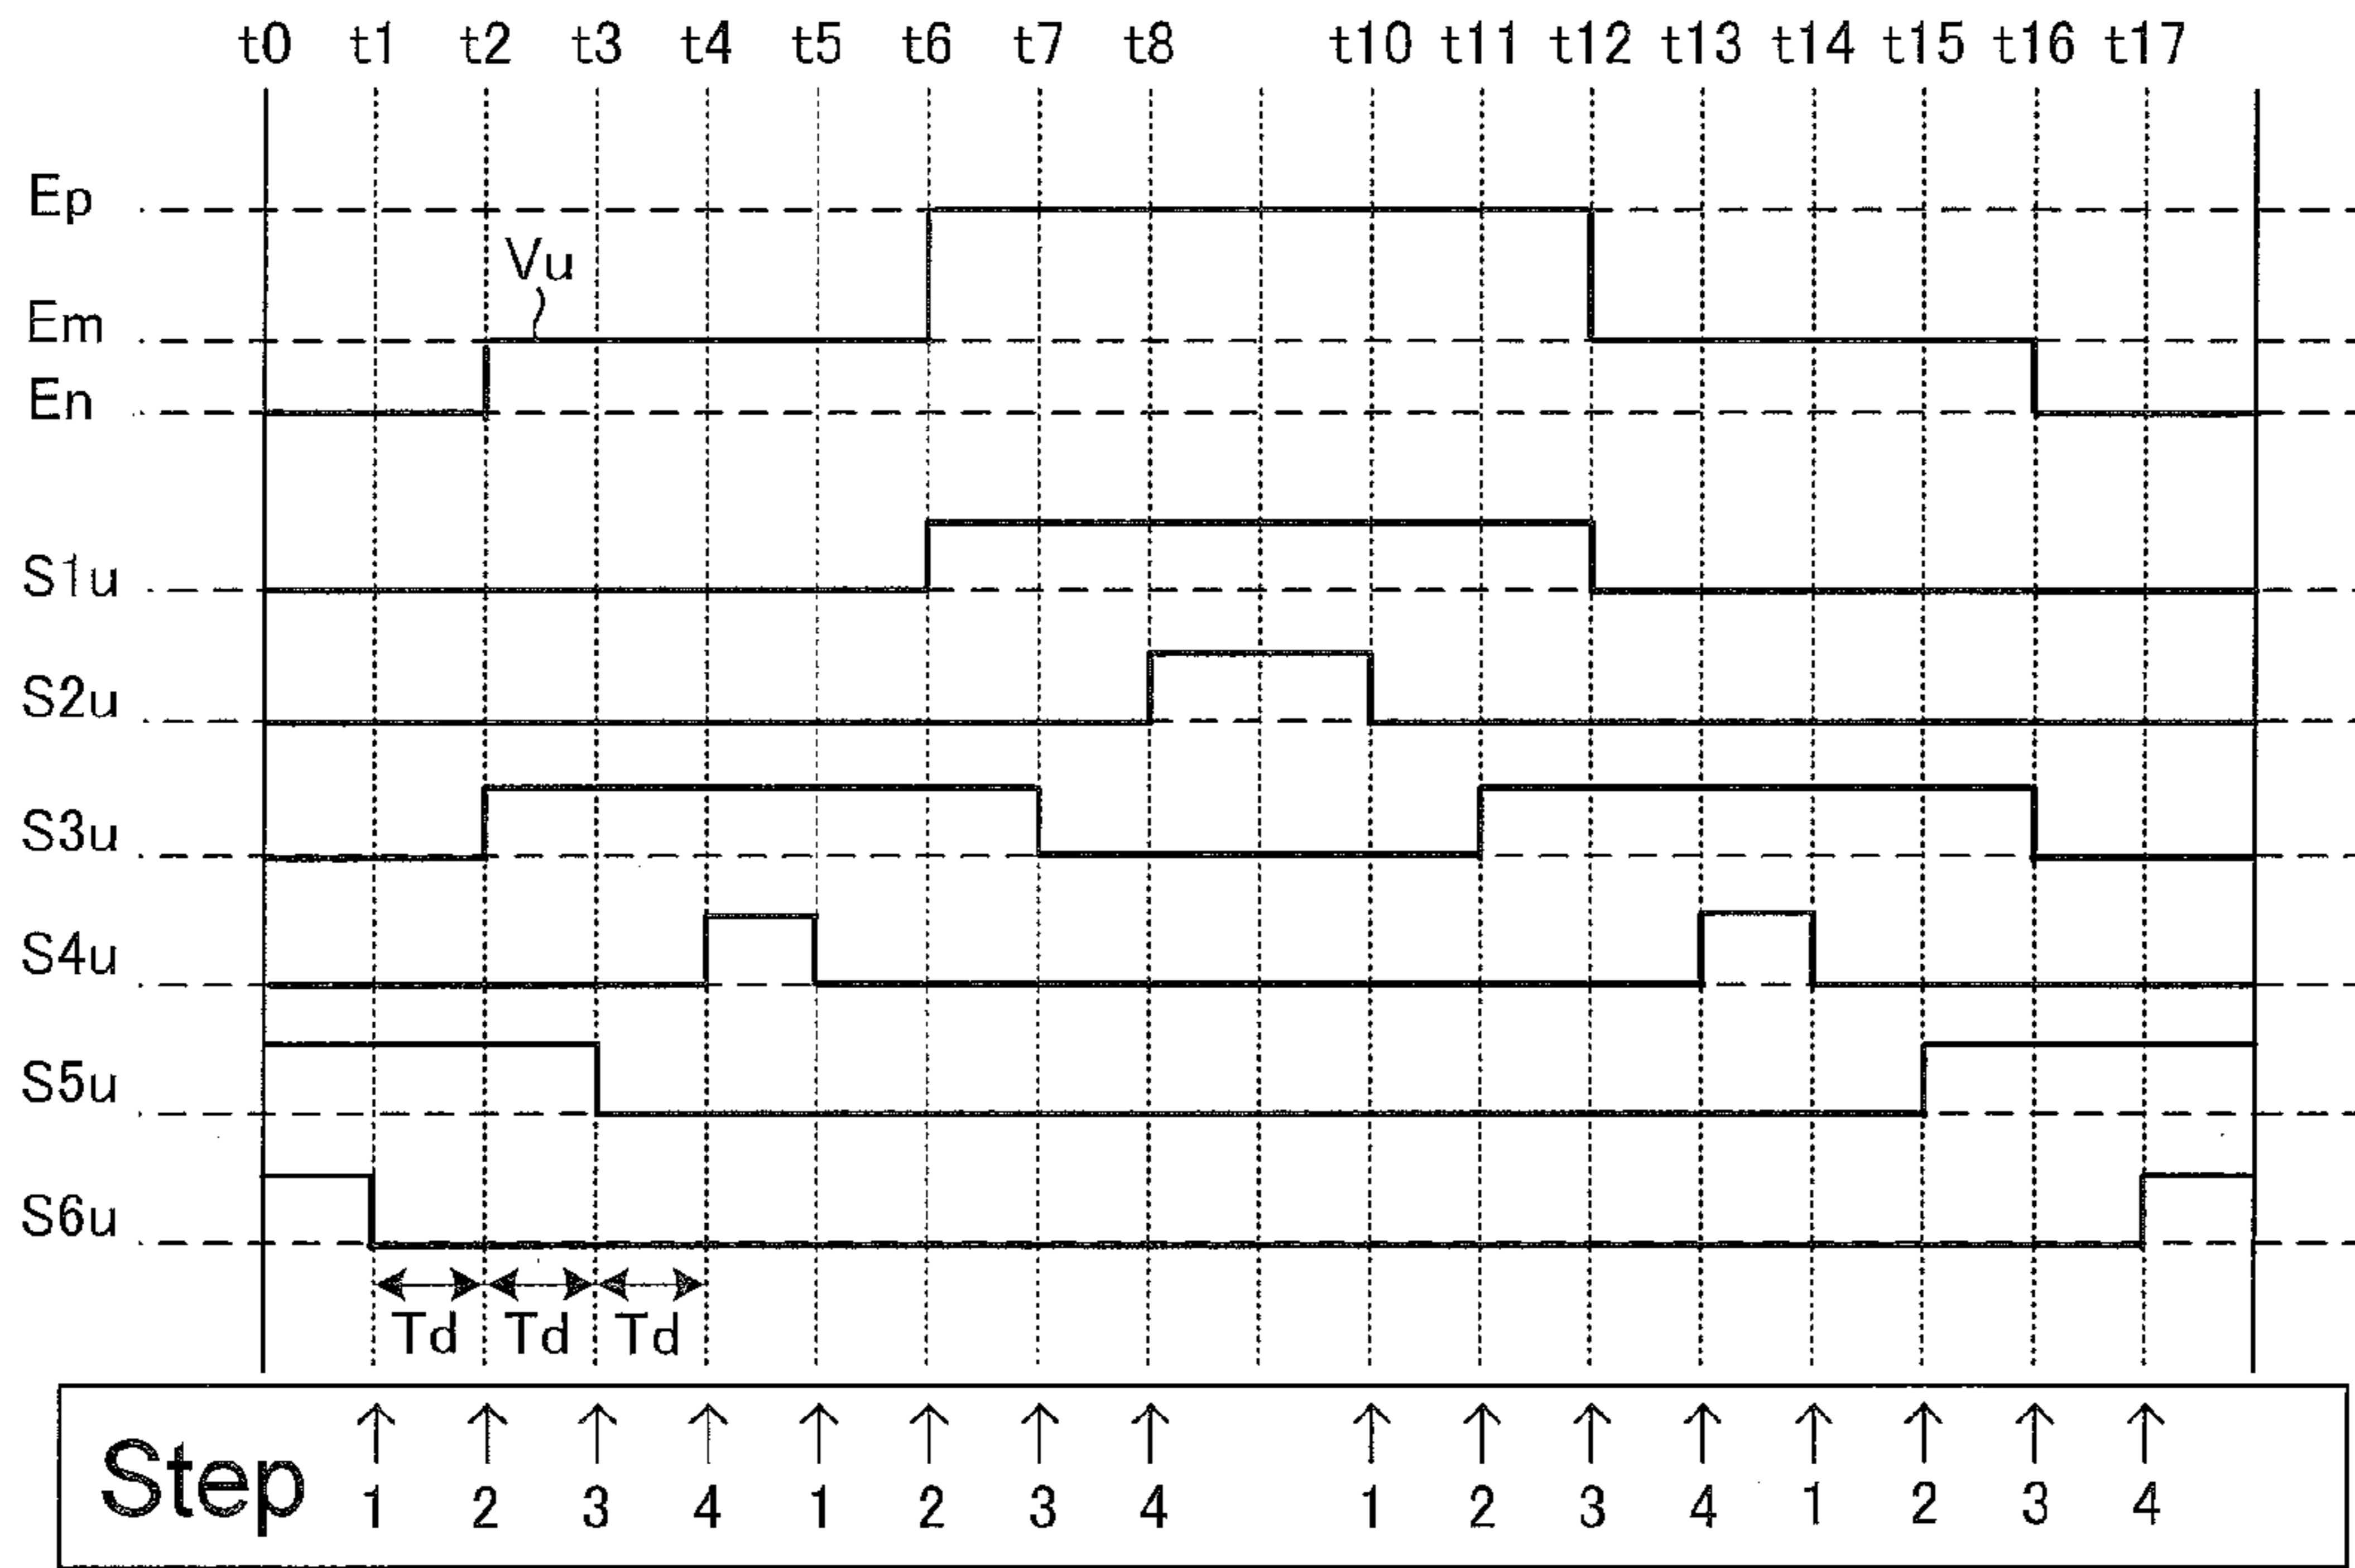 t0 t1 t2 t3 t4 t5 t6 t7 t8 t10 t11 t12 t13 t14 t15 t16 t17
Ep
Vu
Em
En
S1u
S2u
S3u
S4u
S5u
S6u
Td Td Td
Step 1 2 3 4 1 2 3 4 1 2 3 4 1 2 3 4